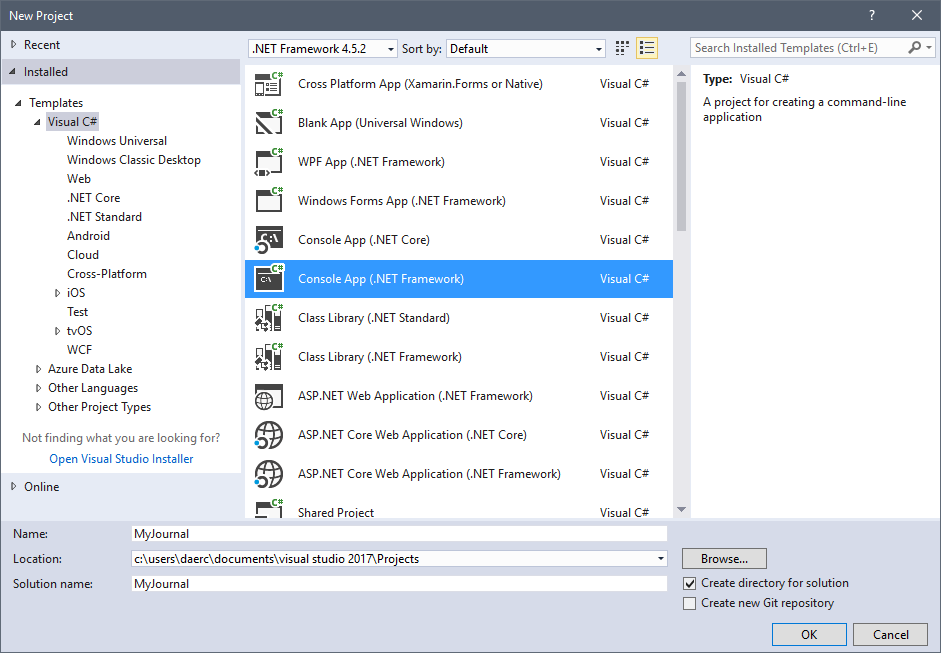 New Project
?
Recent
Installed
.NET Framework 4.5.2 Sort by: Default
Search Installed Templates (Ctrl+E)
Templates
Visual C#
Windows Universal
Windows Classic Desktop
Web
.NET Core
.NET Standard
Android
Cloud
Cross-Platform
iOS
Test
tvOS
WCF
Azure Data Lake
Other Languages
Other Project Types
Not finding what you are looking for?
Open Visual Studio Installer
Online
Cross Platform App (Xamarin.Forms or Native) Visual C#
Blank App (Universal Windows) Visual C#
WPF App (.NET Framework) Visual C#
Windows Forms App (.NET Framework) Visual C#
Console App (.NET Core) Visual C#
Console App (.NET Framework) Visual C#
Class Library (.NET Standard) Visual C#
Class Library (.NET Framework) Visual C#
ASP.NET Web Application (.NET Framework) Visual C#
ASP.NET Core Web Application (.NET Core) Visual C#
ASP.NET Core Web Application (.NET Framework) Visual C#
Shared Project Visual C#
Type: Visual C#
A project for creating a command-line
application
Name: MyJournal
Location: c:\users\daerc\documents\visual studio 2017\Projects
Browse...
Solution name: MyJournal
Create directory for solution
Create new Git repository
OK Cancel